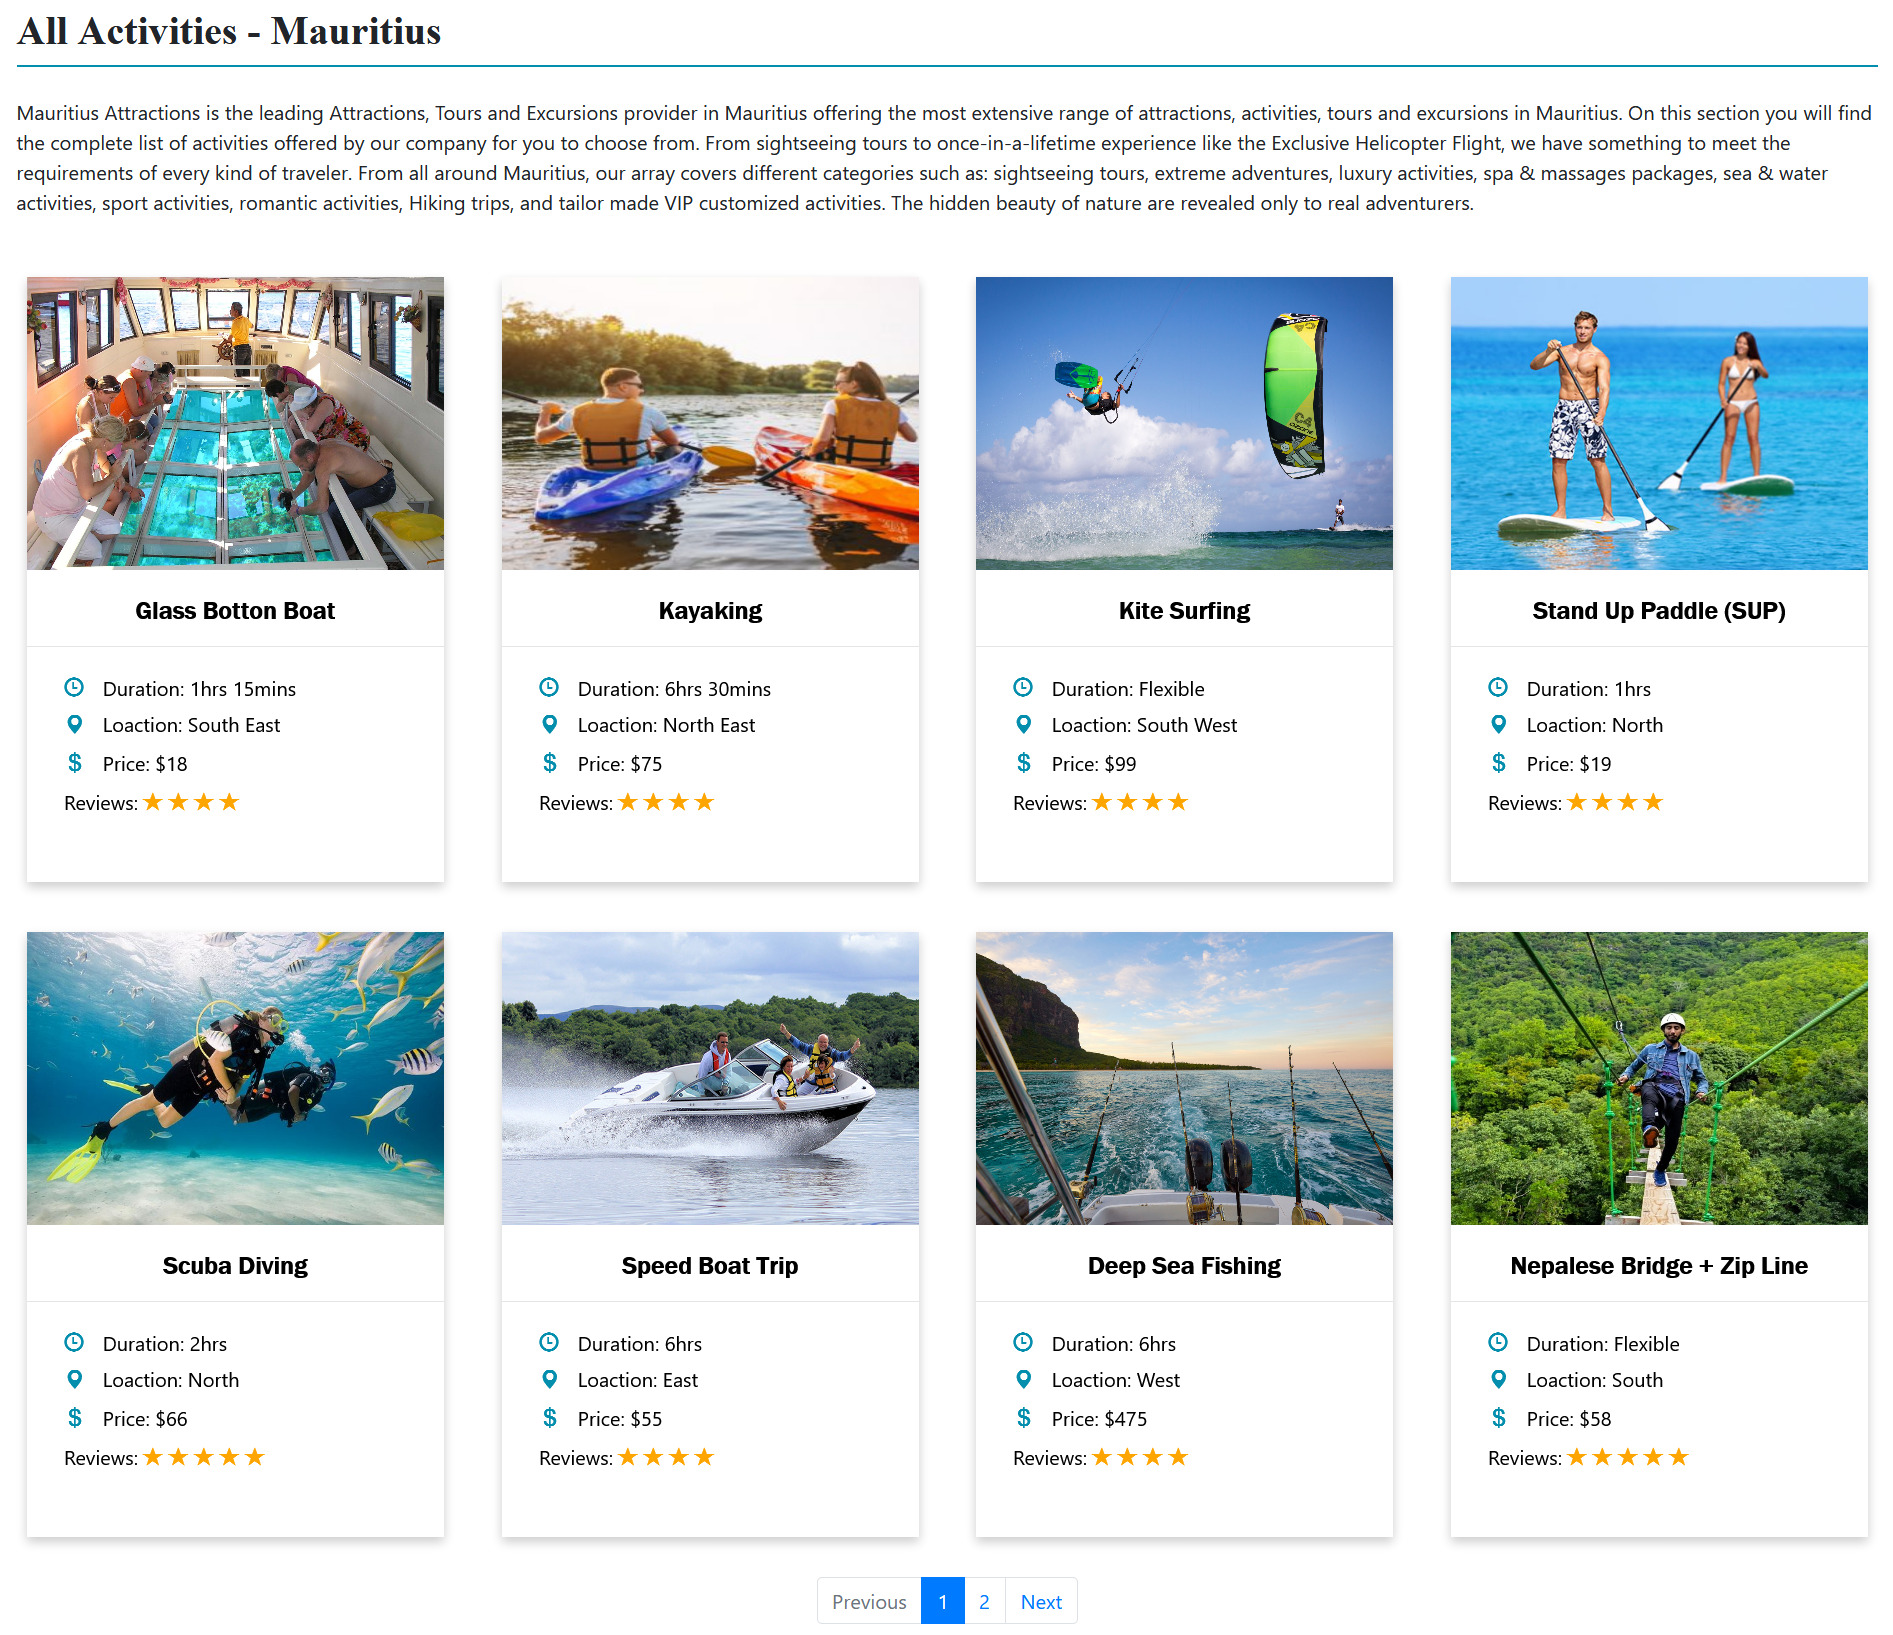 All Activities - Mauritius
Mauritius Attractions is the leading Attractions, Tours and Excursions provider in Mauritius offering the most extensive range of attractions, activities, tours and excursions in Mauritius. On this section you will find
the complete list of activities offered by our company for you to choose from. From sightseeing tours to once-in-a-lifetime experience like the Exclusive Helicopter Flight, we have something to meet the
requirements of every kind of traveler. From all around Mauritius, our array covers different categories such as: sightseeing tours, extreme adventures, luxury activities, spa & massages packages, sea & water
activities, sport activities, romantic activities, Hiking trips, and tailor made VIP customized activities. The hidden beauty of nature are revealed only to real adventurers.
C4
OZONE
Glass Botton Boat
Duration: 1hrs 15mins
Loaction: South East
$ Price: $18
Reviews: ★★★★
Kayaking
Duration: 6hrs 30mins
Loaction: North East
$ Price: $75
Reviews: ★★★★
Kite Surfing
Duration: Flexible
Loaction: South West
$ Price: $99
Reviews: ★★★★
Stand Up Paddle (SUP)
Duration: 1hrs
Loaction: North
$ Price: $19
Reviews: ★★★★
Scuba Diving
Duration: 2hrs
Loaction: North
$ Price: $66
Reviews: ★★★★★
Speed Boat Trip
Duration: 6hrs
Loaction: East
$ Price: $55
Reviews: ★★★★
Deep Sea Fishing
Duration: 6hrs
Loaction: West
$ Price: $475
Reviews: ★★★★
Nepalese Bridge + Zip Line
Duration: Flexible
Loaction: South
$ Price: $58
Reviews: ★★★★★
Previous 1 2 Next